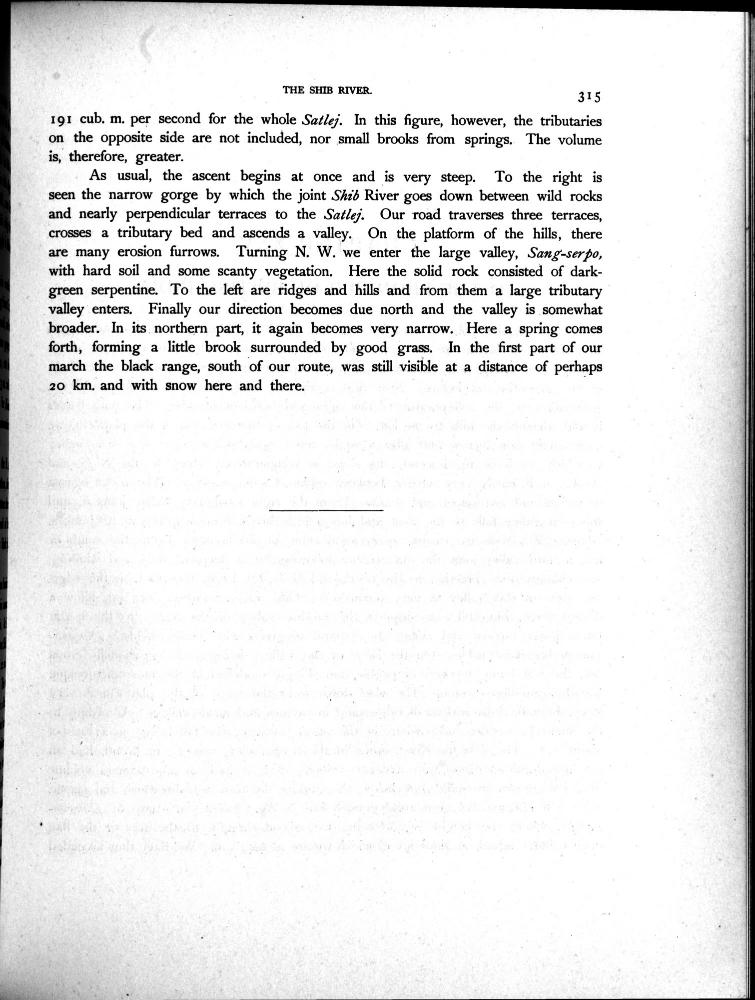 THE SHIB RIVER.
315
191 cub. m. per second for the whole Satlej. In this figure, however, the tributaries
on the opposite side are not included, nor small brooks from springs. The volume
is, therefore, greater.
As usual, the ascent begins at once and is very steep. To the right is
seen the narrow gorge by which the joint Shib River goes down between wild rocks
and nearly perpendicular terraces to the Satlej. Our road traverses three terraces,
crosses a tributary bed and ascends a valley. On the platform of the hills, there
are many erosion furrows. Turning N. W. we enter the large valley, Sang-serpo,
with hard soil and some scanty vegetation. Here the solid rock consisted of dark-
green serpentine. To the left are ridges and hills and from them a large tributary
valley enters. Finally our direction becomes due north and the valley is somewhat
broader. In its northern part, it again becomes very narrow. Here a spring comes
forth, forming a little brook surrounded by good grass. In the first part of our
march the black range, south of our route, was still visible at a distance of perhaps
20 km. and with snow here and there.